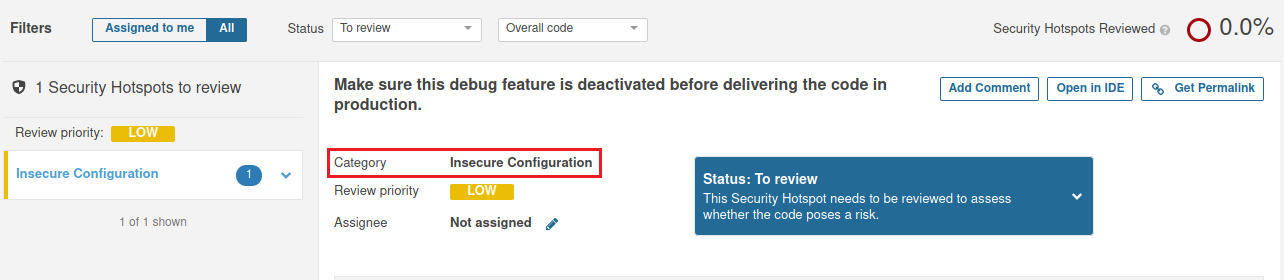 Filters
Assigned to me
All
Status
To review
Overall code
Security Hotspots Reviewed ?
0.0%
1 Security Hotspots to review
Review priority: LOW
Insecure Configuration 1
1 of 1 shown
Make sure this debug feature is deactivated before delivering the code in
production.
Add Comment
Open in IDE
Get Permalink
Category Insecure Configuration
Review priority LOW
Assignee Not assigned
Status: To review
This Security Hotspot needs to be reviewed to assess
whether the code poses a risk.